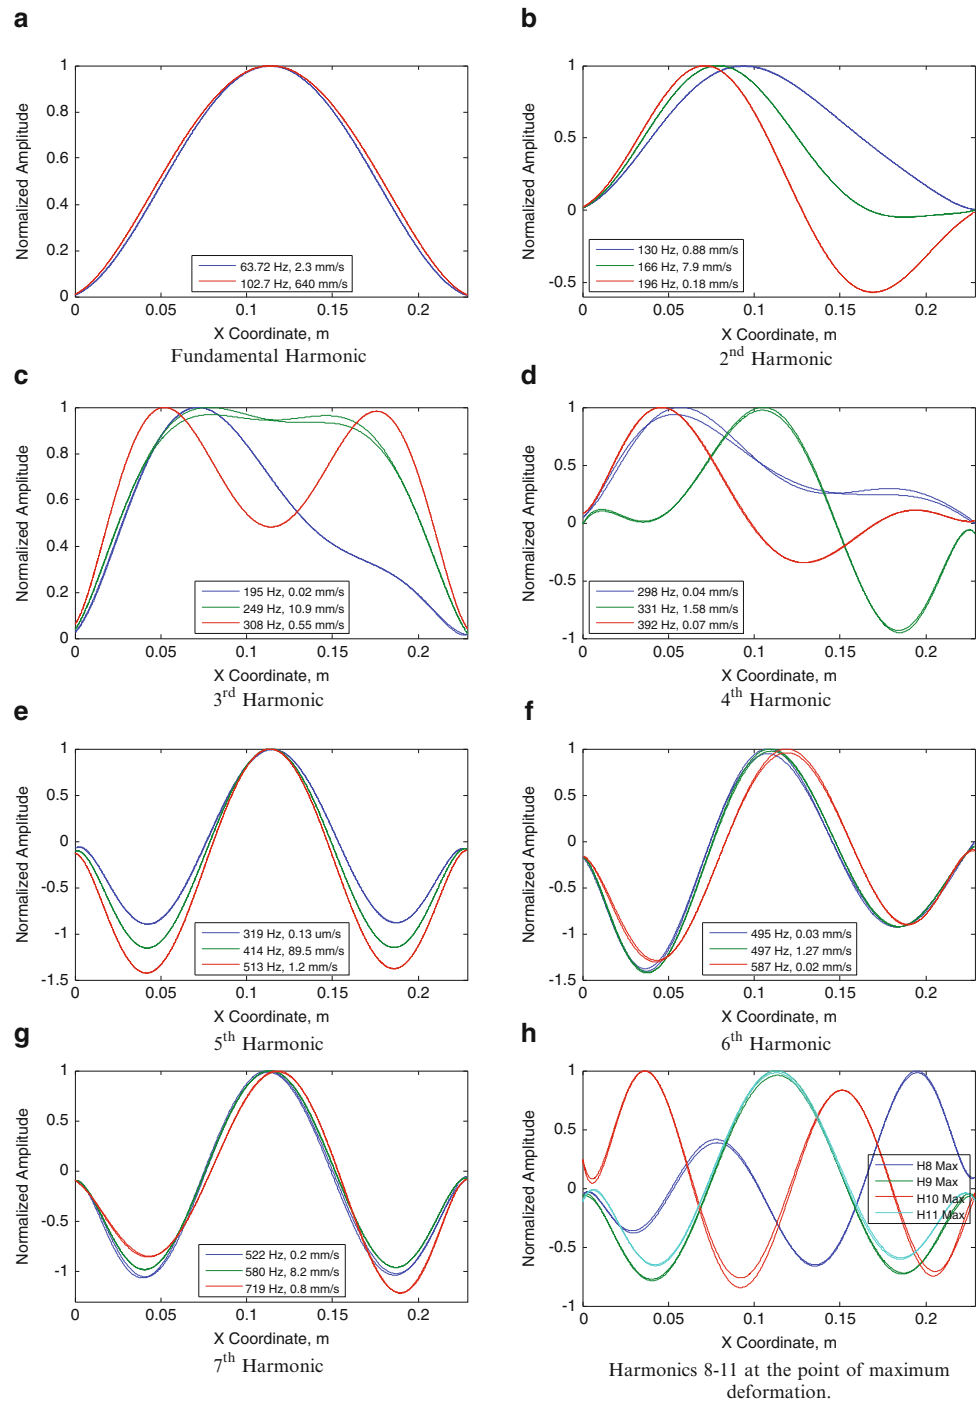 a
1
0.8
0.6
0.4
0.2
0
Normalized Amplitude
63.72 Hz, 2.3 mm/s
102.7 Hz, 640 mm/s
0 0.05 0.1 0.15 0.2
X Coordinate, m
Fundamental Harmonic
b
1
0.5
0
-0.5
Normalized Amplitude
130 Hz, 0.88 mm/s
166 Hz, 7.9 mm/s
196 Hz, 0.18 mm/s
0 0.05 0.1 0.15 0.2
X Coordinate, m
2nd Harmonic
c
1
0.8
0.6
0.4
0.2
0
Normalized Amplitude
195 Hz, 0.02 mm/s
249 Hz, 10.9 mm/s
308 Hz, 0.55 mm/s
0 0.05 0.1 0.15 0.2
X Coordinate, m
3rd Harmonic
d
1
0.5
0
-0.5
-1
Normalized Amplitude
298 Hz, 0.04 mm/s
331 Hz, 1.58 mm/s
392 Hz, 0.07 mm/s
0 0.05 0.1 0.15 0.2
X Coordinate, m
4th Harmonic
e
1
0.5
0
-0.5
-1
-1.5
Normalized Amplitude
319 Hz, 0.13 um/s
414 Hz, 89.5 mm/s
513 Hz, 1.2 mm/s
0 0.05 0.1 0.15 0.2
X Coordinate, m
5th Harmonic
f
1
0.5
0
-0.5
-1
-1.5
Normalized Amplitude
495 Hz, 0.03 mm/s
497 Hz, 1.27 mm/s
587 Hz, 0.02 mm/s
0 0.05 0.1 0.15 0.2
X Coordinate, m
6th Harmonic
g
1
0.5
0
-0.5
-1
Normalized Amplitude
522 Hz, 0.2 mm/s
580 Hz, 8.2 mm/s
719 Hz, 0.8 mm/s
0 0.05 0.1 0.15 0.2
X Coordinate, m
7th Harmonic
h
1
0.5
0
-0.5
-1
Normalized Amplitude
H8 Max
H9 Max
H10 Max
H11 Max
0 0.05 0.1 0.15 0.2
X Coordinate, m
Harmonics 8-11 at the point of maximum
deformation.